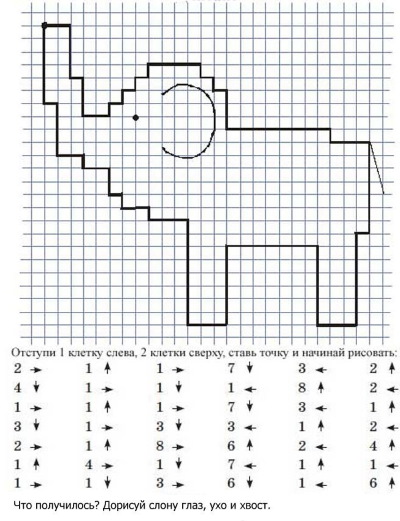 Отступи 1 клетку слева, 2 клетки сверху, ставь точку и начинай рисовать:
2 → 1 ↑ 1 → 7 ↓ 3 ← 2 ↑
4 ↓ 1 → 1 ↓ 1 ← 8 ↑ 2 ←
1 → 1 ↑ 1 → 7 ↓ 3 ← 1 ↑
3 ↓ 1 → 3 ↓ 3 ← 1 ↑ 2 ←
2 → 1 ↑ 8 → 6 ↑ 2 ← 4 ↑
1 ↑ 4 → 1 ↓ 7 ← 1 ↑ 1 ←
1 → 1 ↓ 3 → 6 ↓ 1 ← 6 ↑
Что получилось? Дорисуй слону глаз, ухо и хвост.